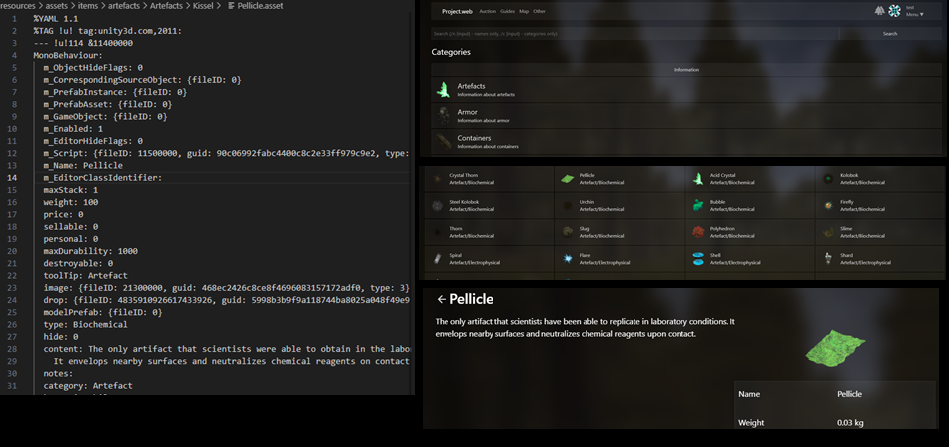 resources > assets > items > artefacts > Artefacts > Kissel > Pellicle.asset
1 %YAML 1.1
2 %TAG !u! tag:unity3d.com,2011:
3 --- !u!114 &11400000
4 MonoBehaviour:
5 m_ObjectHideFlags: 0
6 m_CorrespondingSourceObject: {fileID: 0}
7 m_PrefabInstance: {fileID: 0}
8 m_PrefabAsset: {fileID: 0}
9 m_GameObject: {fileID: 0}
10 m_Enabled: 1
11 m_EditorHideFlags: 0
12 m_Script: {fileID: 11500000, guid: 90c06992fabc4400c8c2e33ff979c9e2, type:
13 m_Name: Pellicle
14 m_EditorClassIdentifier:
15 maxStack: 1
16 weight: 100
17 price: 0
18 sellable: 0
19 personal: 0
20 maxDurability: 1000
21 destroyable: 0
22 toolTip: Artefact
23 image: {fileID: 21300000, guid: 468ec2426c8ce8f4696083157172adf0, type: 3}
24 drop: {fileID: 4835910926617433926, guid: 5998b3b9f9a118744ba8025a048f49e9
25 modelPrefab: {fileID: 0}
26 type: Biochemical
27 hide: 0
28 content: The only artifact that scientists were able to obtain in the labo
29 It envelops nearby surfaces and neutralizes chemical reagents on contact
30 notes:
31 category: Artefact
Project.web Auction Guides Map Other
test
Menu ▼
Search
Categories
Information
Artefacts
Information about artefacts
Armor
Information about armor
Containers
Information about containers
Crystal Thorn Pellicle Acid Crystal Kolobok
Artefact/Biochemical Artefact/Biochemical Artefact/Biochemical Artefact/Biochemical
Steel Kolobok Urchin Bubble Firefly
Artefact/Biochemical Artefact/Biochemical Artefact/Biochemical Artefact/Biochemical
Thorn Slug Polyhedron Slime
Artefact/Biochemical Artefact/Biochemical Artefact/Biochemical Artefact/Biochemical
Spiral Flare Shell Shard
Artefact/Electrophysical Artefact/Electrophysical Artefact/Electrophysical Artefact/Electrophysical
← Pellicle
The only artifact that scientists have been able to replicate in laboratory conditions. It
envelops nearby surfaces and neutralizes chemical reagents upon contact.
Name Pellicle
Weight 0.03 kg